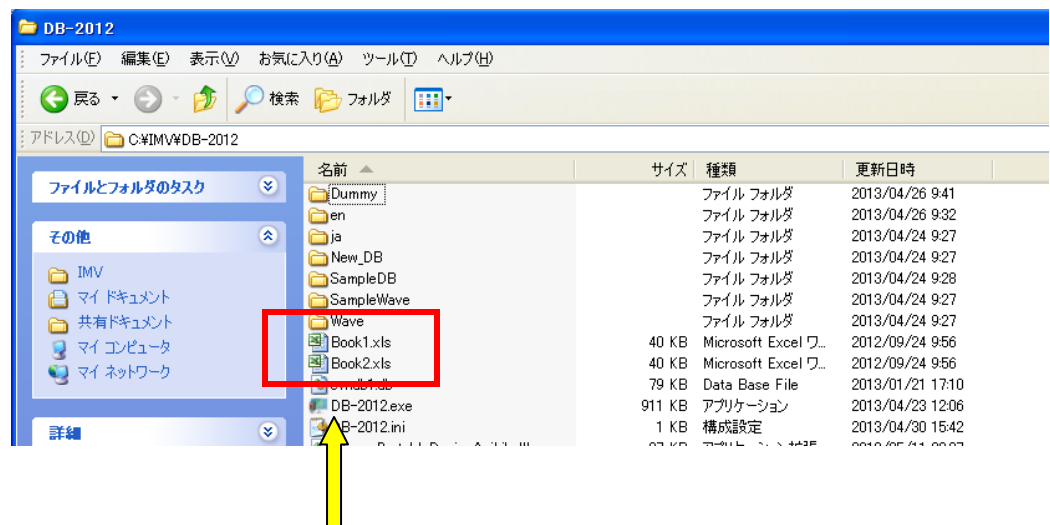 DB-2012
ファイル(F) 編集(E) 表示(V) お気に入り(A) ツール(T) ヘルプ(H)
戻る 検索 フォルダ
アドレス(D) C:¥IMV¥DB-2012
ファイルとフォルダのタスク
その他
IMV
マイ ドキュメント
共有ドキュメント
マイ コンピュータ
マイ ネットワーク
詳細
名前 サイズ 種類 更新日時
Dummy ファイル フォルダ 2013/04/26 9:41
en ファイル フォルダ 2013/04/26 9:32
ja ファイル フォルダ 2013/04/24 9:27
New_DB ファイル フォルダ 2013/04/24 9:27
SampleDB ファイル フォルダ 2013/04/24 9:28
SampleWave ファイル フォルダ 2013/04/24 9:27
Wave ファイル フォルダ 2013/04/24 9:27
Book1.xls 40 KB Microsoft Excel ワ... 2012/09/24 9:56
Book2.xls 40 KB Microsoft Excel ワ... 2012/09/24 9:56
79 KB Data Base File 2013/01/21 17:10
DB-2012.exe 911 KB アプリケーション 2013/04/23 12:06
B-2012.ini 1 KB 構成設定 2013/04/30 15:42